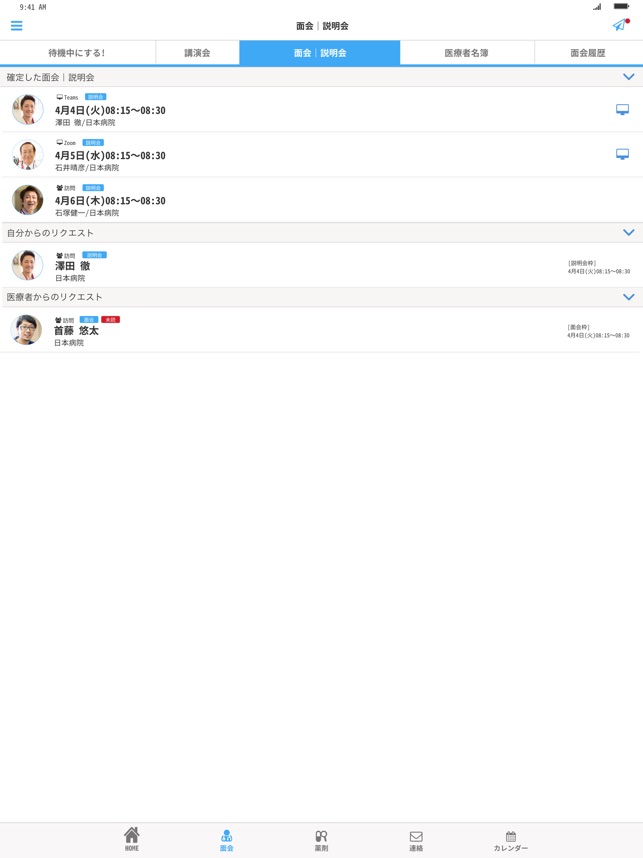 9:41 AM
面会｜説明会
待機中にする!
講演会
面会｜説明会
医療者名簿
面会履歴
確定した面会｜説明会
Teams 説明会
4月4日(火)08:15〜08:30
澤田 徹/日本病院
Zoom 説明会
4月5日(水)08:15〜08:30
石井晴彦/日本病院
訪問 説明会
4月6日(木)08:15〜08:30
石塚健一/日本病院
自分からのリクエスト
訪問 説明会
澤田 徹
日本病院
[説明会枠]
4月4日(火)08:15〜08:30
医療者からのリクエスト
訪問 面会 未読
首藤 悠太
日本病院
[面会枠]
4月4日(火)08:15〜08:30
HOME
面会
薬剤
連絡
カレンダー